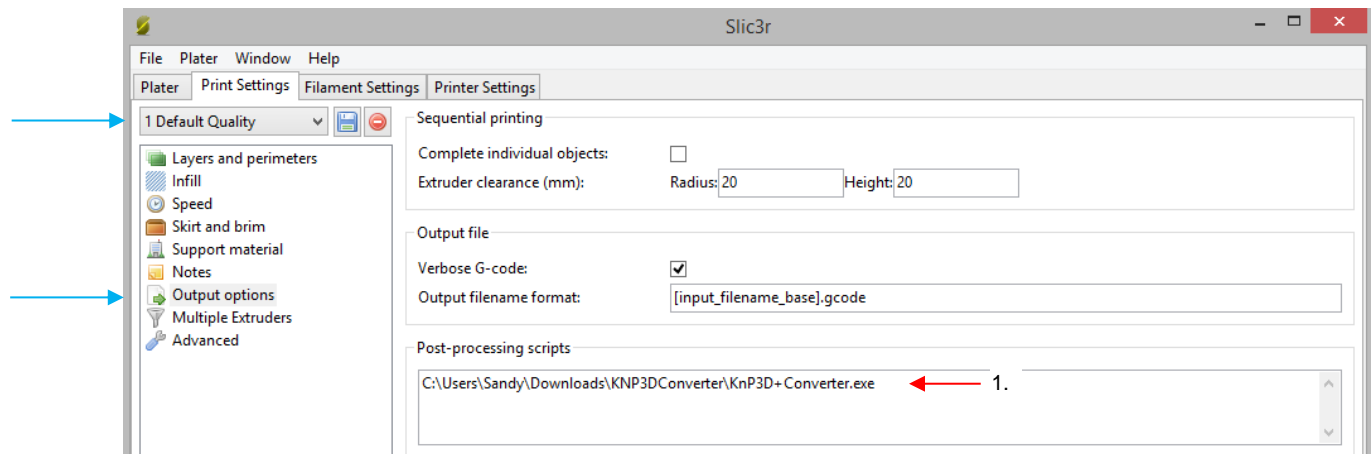 Slic3r
File Plater Window Help
Plater Print Settings Filament Settings Printer Settings
1 Default Quality
Layers and perimeters
Infill
Speed
Skirt and brim
Support material
Notes
Output options
Multiple Extruders
Advanced
Sequential printing
Complete individual objects:
Extruder clearance (mm): Radius: 20 Height: 20
Output file
Verbose G-code:
Output filename format: [input_filename_base].gcode
Post-processing scripts
C:\Users\Sandy\Downloads\KNP3DConverter\KnP3D+Converter.exe 1.